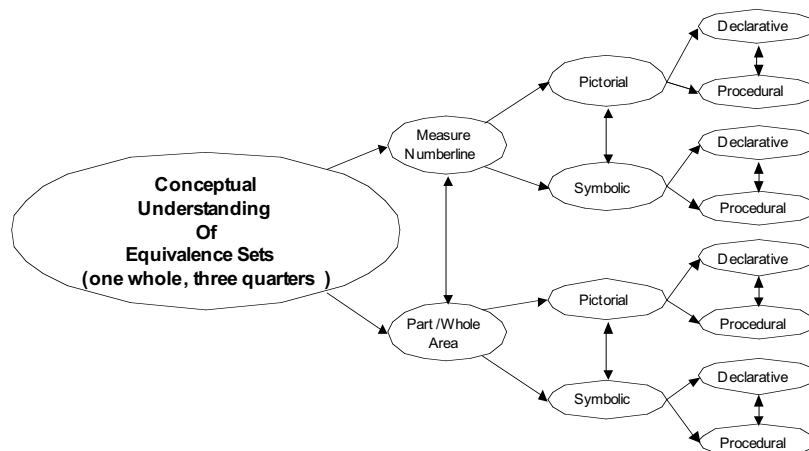 Conceptual
Understanding
Of
Equivalence Sets
(one whole, three quarters )
Measure
Numberline
Part /Whole
Area
Pictorial
Symbolic
Pictorial
Symbolic
Declarative
Procedural
Declarative
Procedural
Declarative
Procedural
Declarative
Procedural